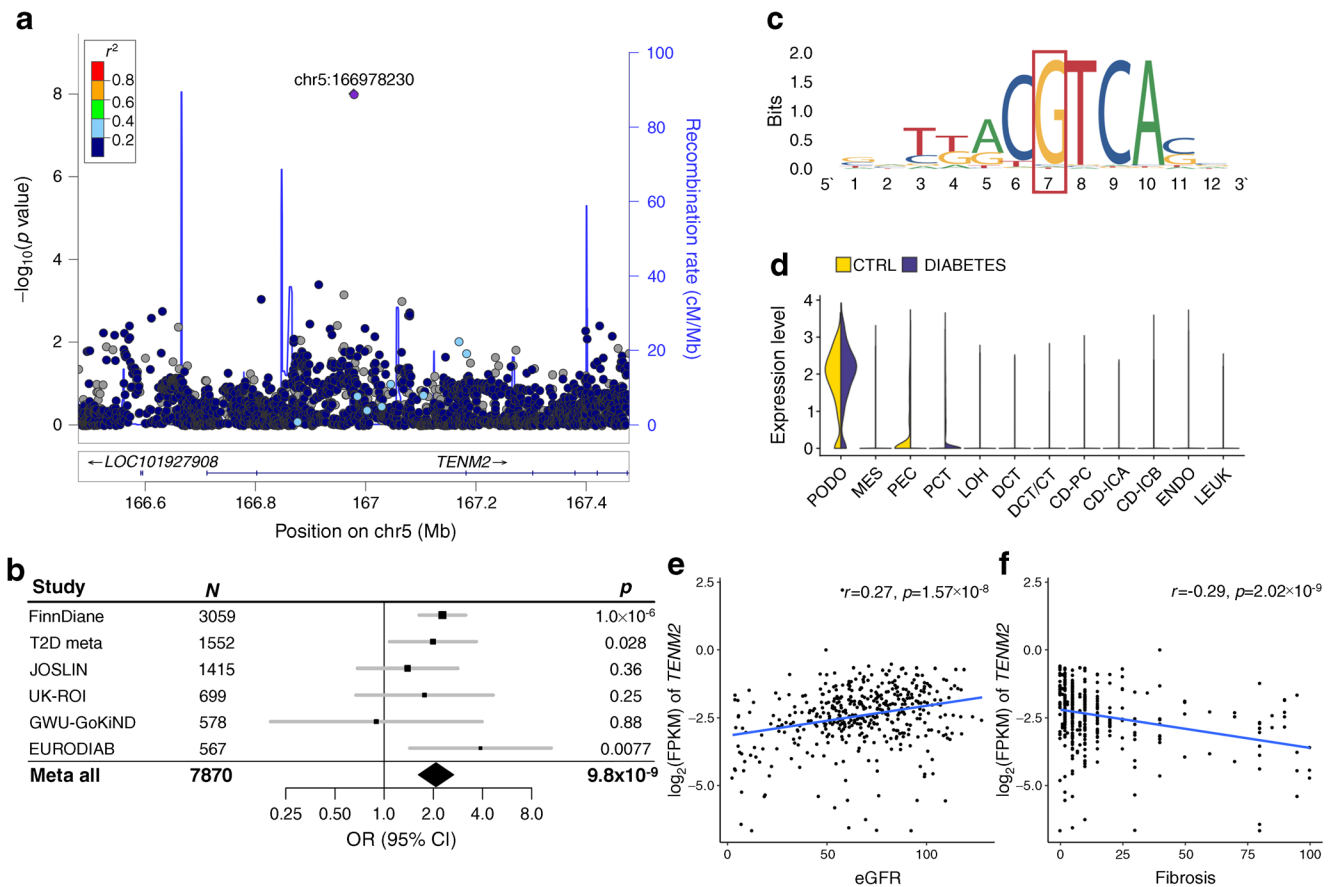 a
r²
0.8
0.6
0.4
0.2
chr5:166978230
−log₁₀(p value)
8
6
4
2
0
100
80
60
40
20
0
Recombination rate (cM/Mb)
←LOC101927908
TENM2→
166.6 166.8 167 167.2 167.4
Position on chr5 (Mb)
b
Study N p
FinnDiane 3059 1.0×10⁻⁶
T2D meta 1552 0.028
JOSLIN 1415 0.36
UK-ROI 699 0.25
GWU-GoKiND 578 0.88
EURODIAB 567 0.0077
Meta all 7870 9.8x10⁻⁹
0.25 0.50 1.0 2.0 4.0 8.0
OR (95% CI)
c
Bits
2.0
1.5
1.0
0.5
0.0
TTACGTCA
5` 1 2 3 4 5 6 7 8 9 10 11 12 3`
d
CTRL DIABETES
Expression level
4
3
2
1
0
PODO MES PEC PCT LOH DCT DCT/CT CD-PC CD-ICA CD-ICB ENDO LEUK
e
r=0.27, p=1.57×10⁻⁸
log₂(FPKM) of TENM2
2.5
0.0
−2.5
−5.0
0 50 100
eGFR
f
r=-0.29, p=2.02×10⁻⁹
log₂(FPKM) of TENM2
2.5
0.0
−2.5
−5.0
0 25 50 75 100
Fibrosis